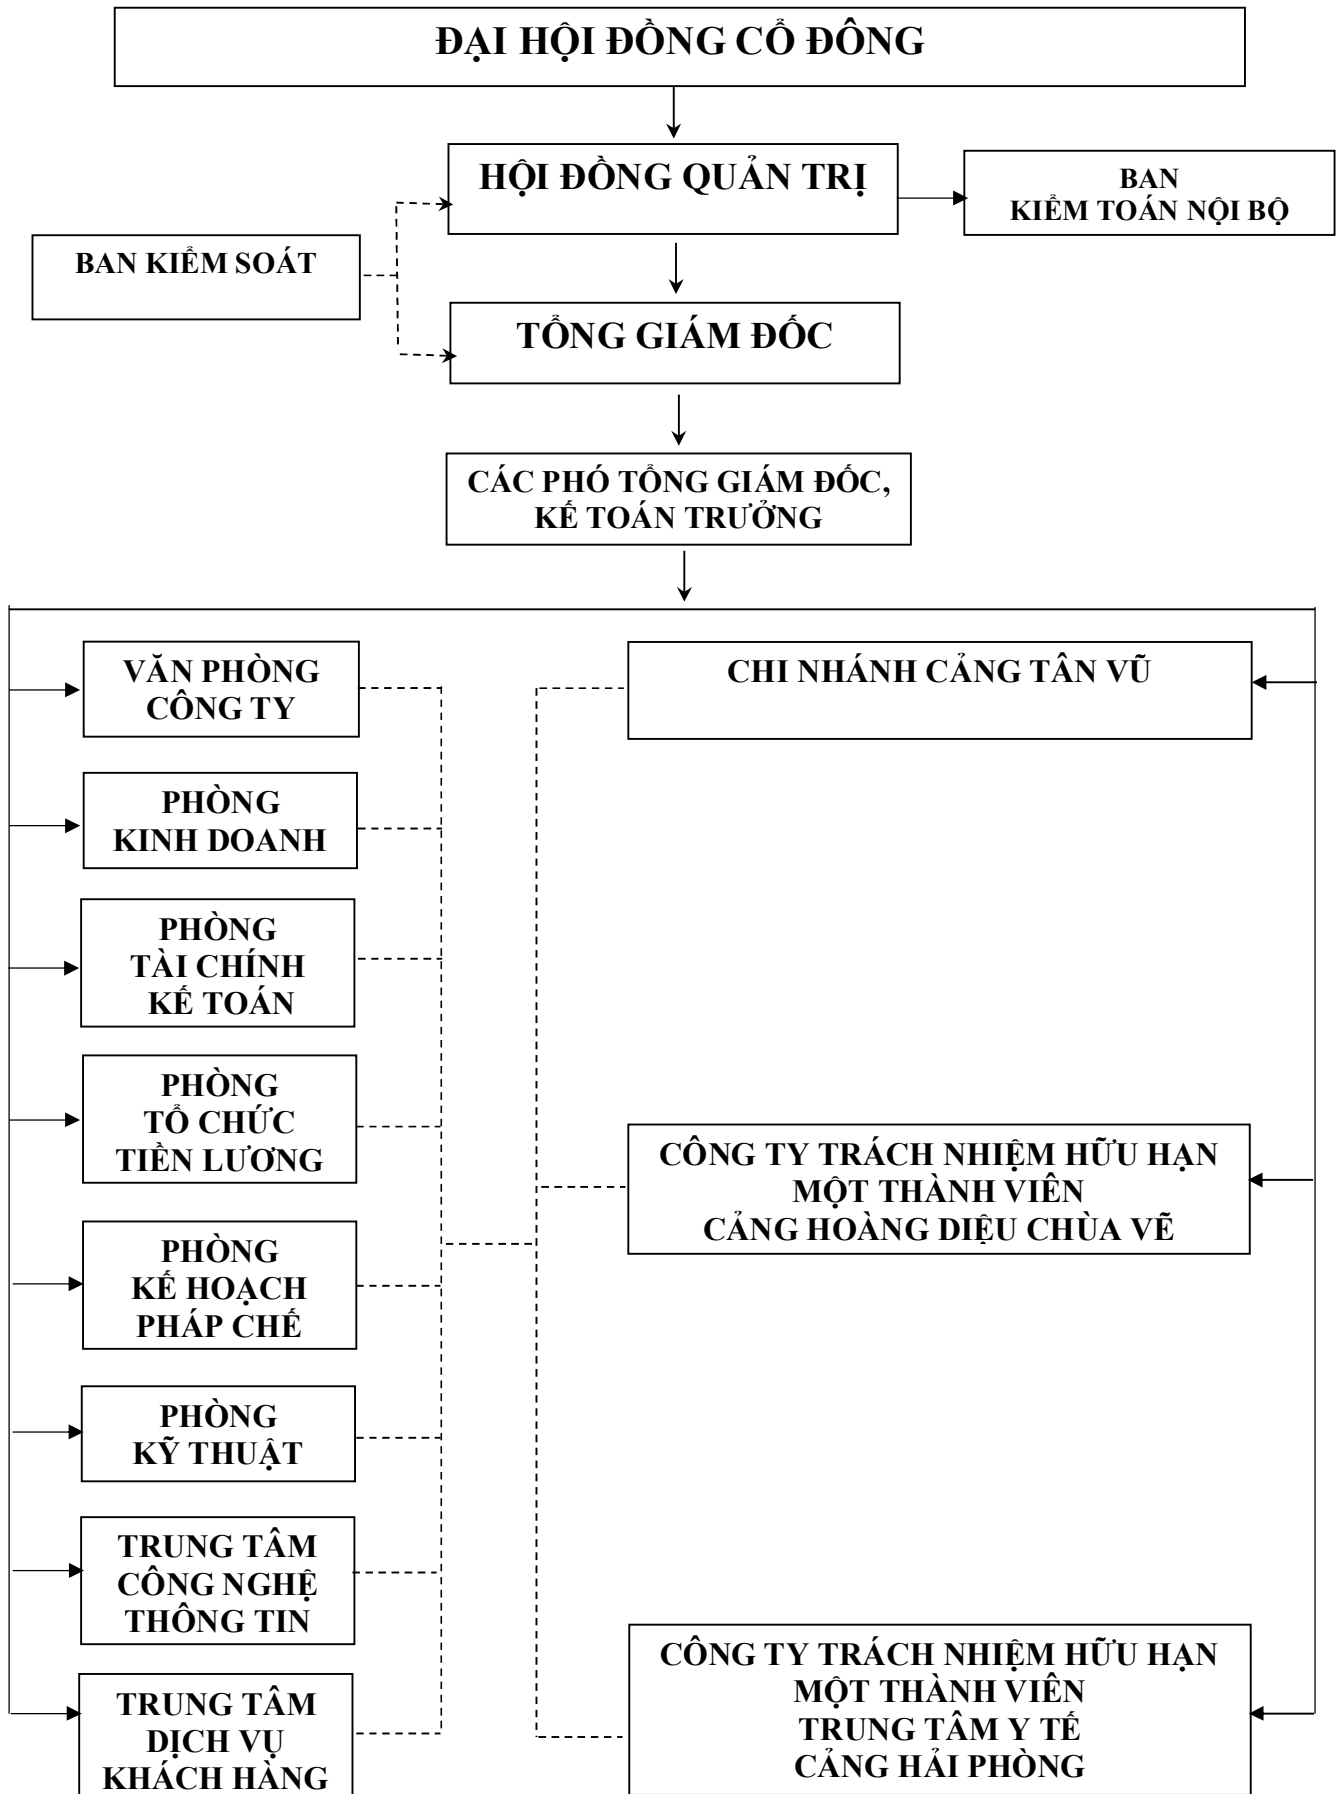 ĐẠI HỘI ĐỒNG CỔ ĐÔNG
HỘI ĐỒNG QUẢN TRỊ
BAN
KIỂM TOÁN NỘI BỘ
BAN KIỂM SOÁT
TỔNG GIÁM ĐỐC
CÁC PHÓ TỔNG GIÁM ĐỐC,
KẾ TOÁN TRƯỞNG
VĂN PHÒNG
CÔNG TY
PHÒNG
KINH DOANH
PHÒNG
TÀI CHÍNH
KẾ TOÁN
PHÒNG
TỔ CHỨC
TIỀN LƯƠNG
PHÒNG
KẾ HOẠCH
PHÁP CHẾ
PHÒNG
KỸ THUẬT
TRUNG TÂM
CÔNG NGHỆ
THÔNG TIN
TRUNG TÂM
DỊCH VỤ
KHÁCH HÀNG
CHI NHÁNH CẢNG TÂN VŨ
CÔNG TY TRÁCH NHIỆM HỮU HẠN
MỘT THÀNH VIÊN
CẢNG HOÀNG DIỆU CHÙA VẼ
CÔNG TY TRÁCH NHIỆM HỮU HẠN
MỘT THÀNH VIÊN
TRUNG TÂM Y TẾ
CẢNG HẢI PHÒNG